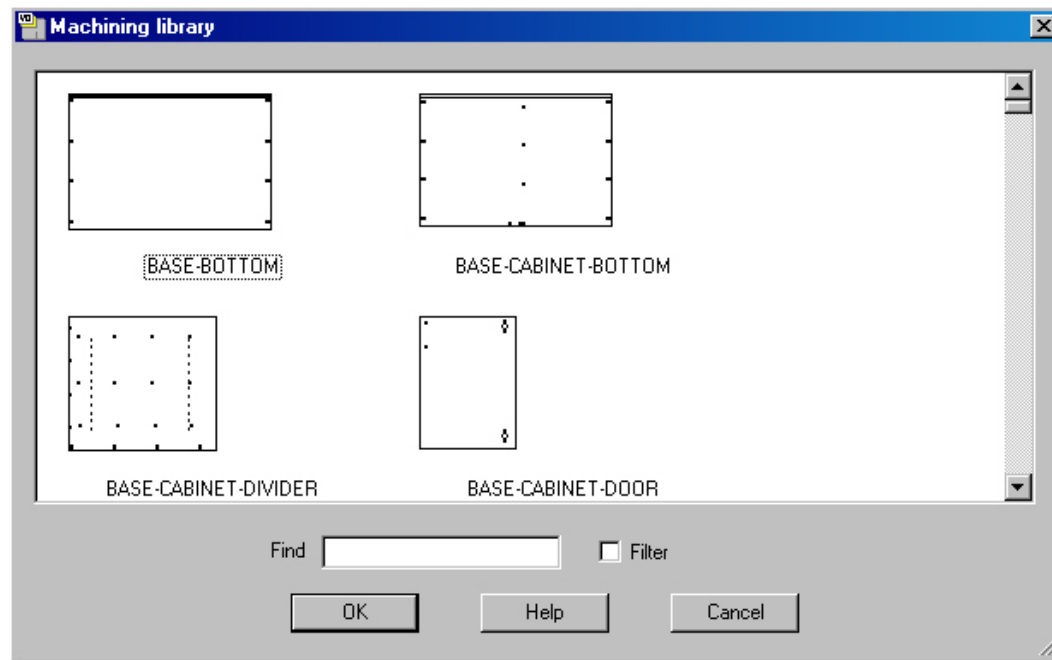 Machining library
BASE-BOTTOM
BASE-CABINET-BOTTOM
BASE-CABINET-DIVIDER
BASE-CABINET-DOOR
Find
Filter
OK
Help
Cancel